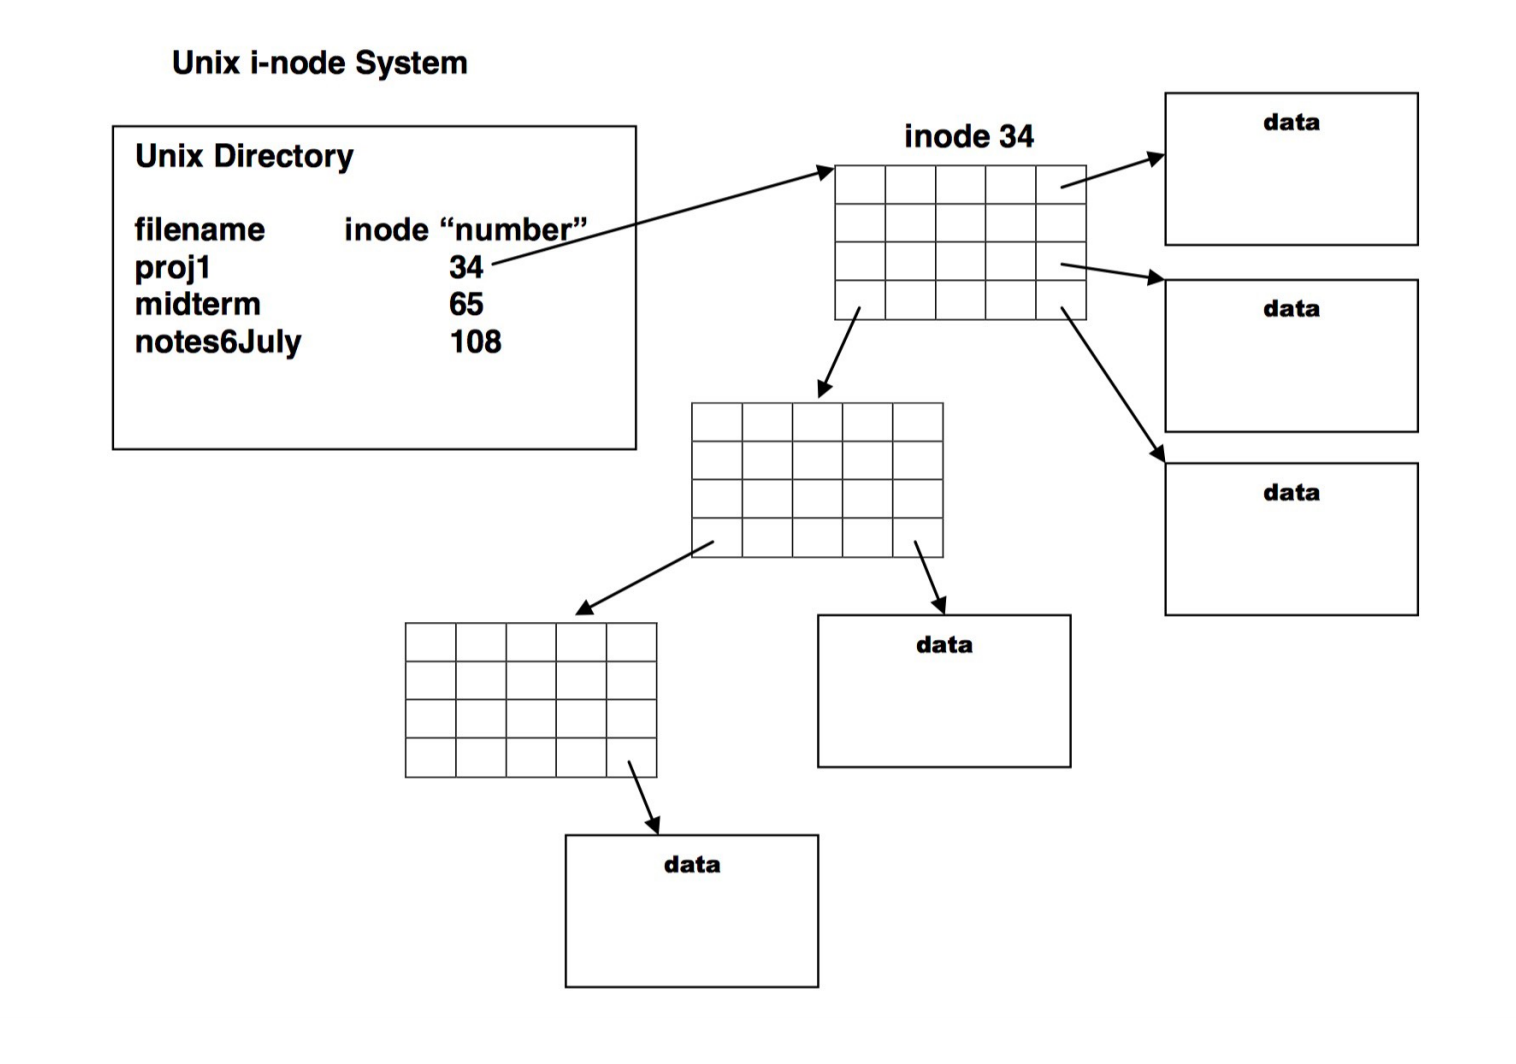 Unix i-node System
Unix Directory
filename inode “number”
proj1 34
midterm 65
notes6July 108
inode 34
data
data
data
data
data